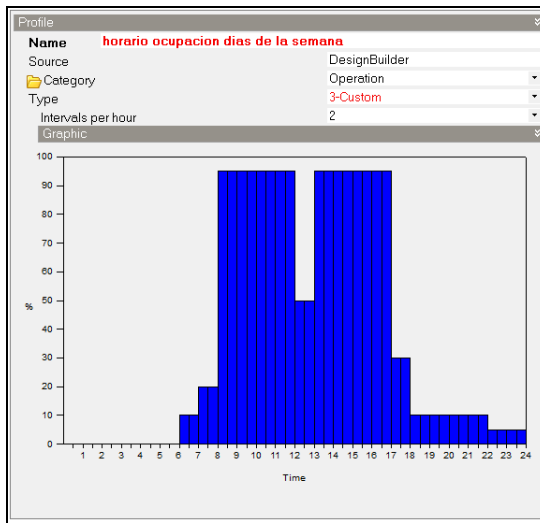 Profile
Name horario ocupacion dias de la semana
Source DesignBuilder
Category Operation
Type 3-Custom
Intervals per hour 2
Graphic
100
90
80
70
60
50
40
30
20
10
0
%
1 2 3 4 5 6 7 8 9 10 11 12 13 14 15 16 17 18 19 20 21 22 23 24
Time